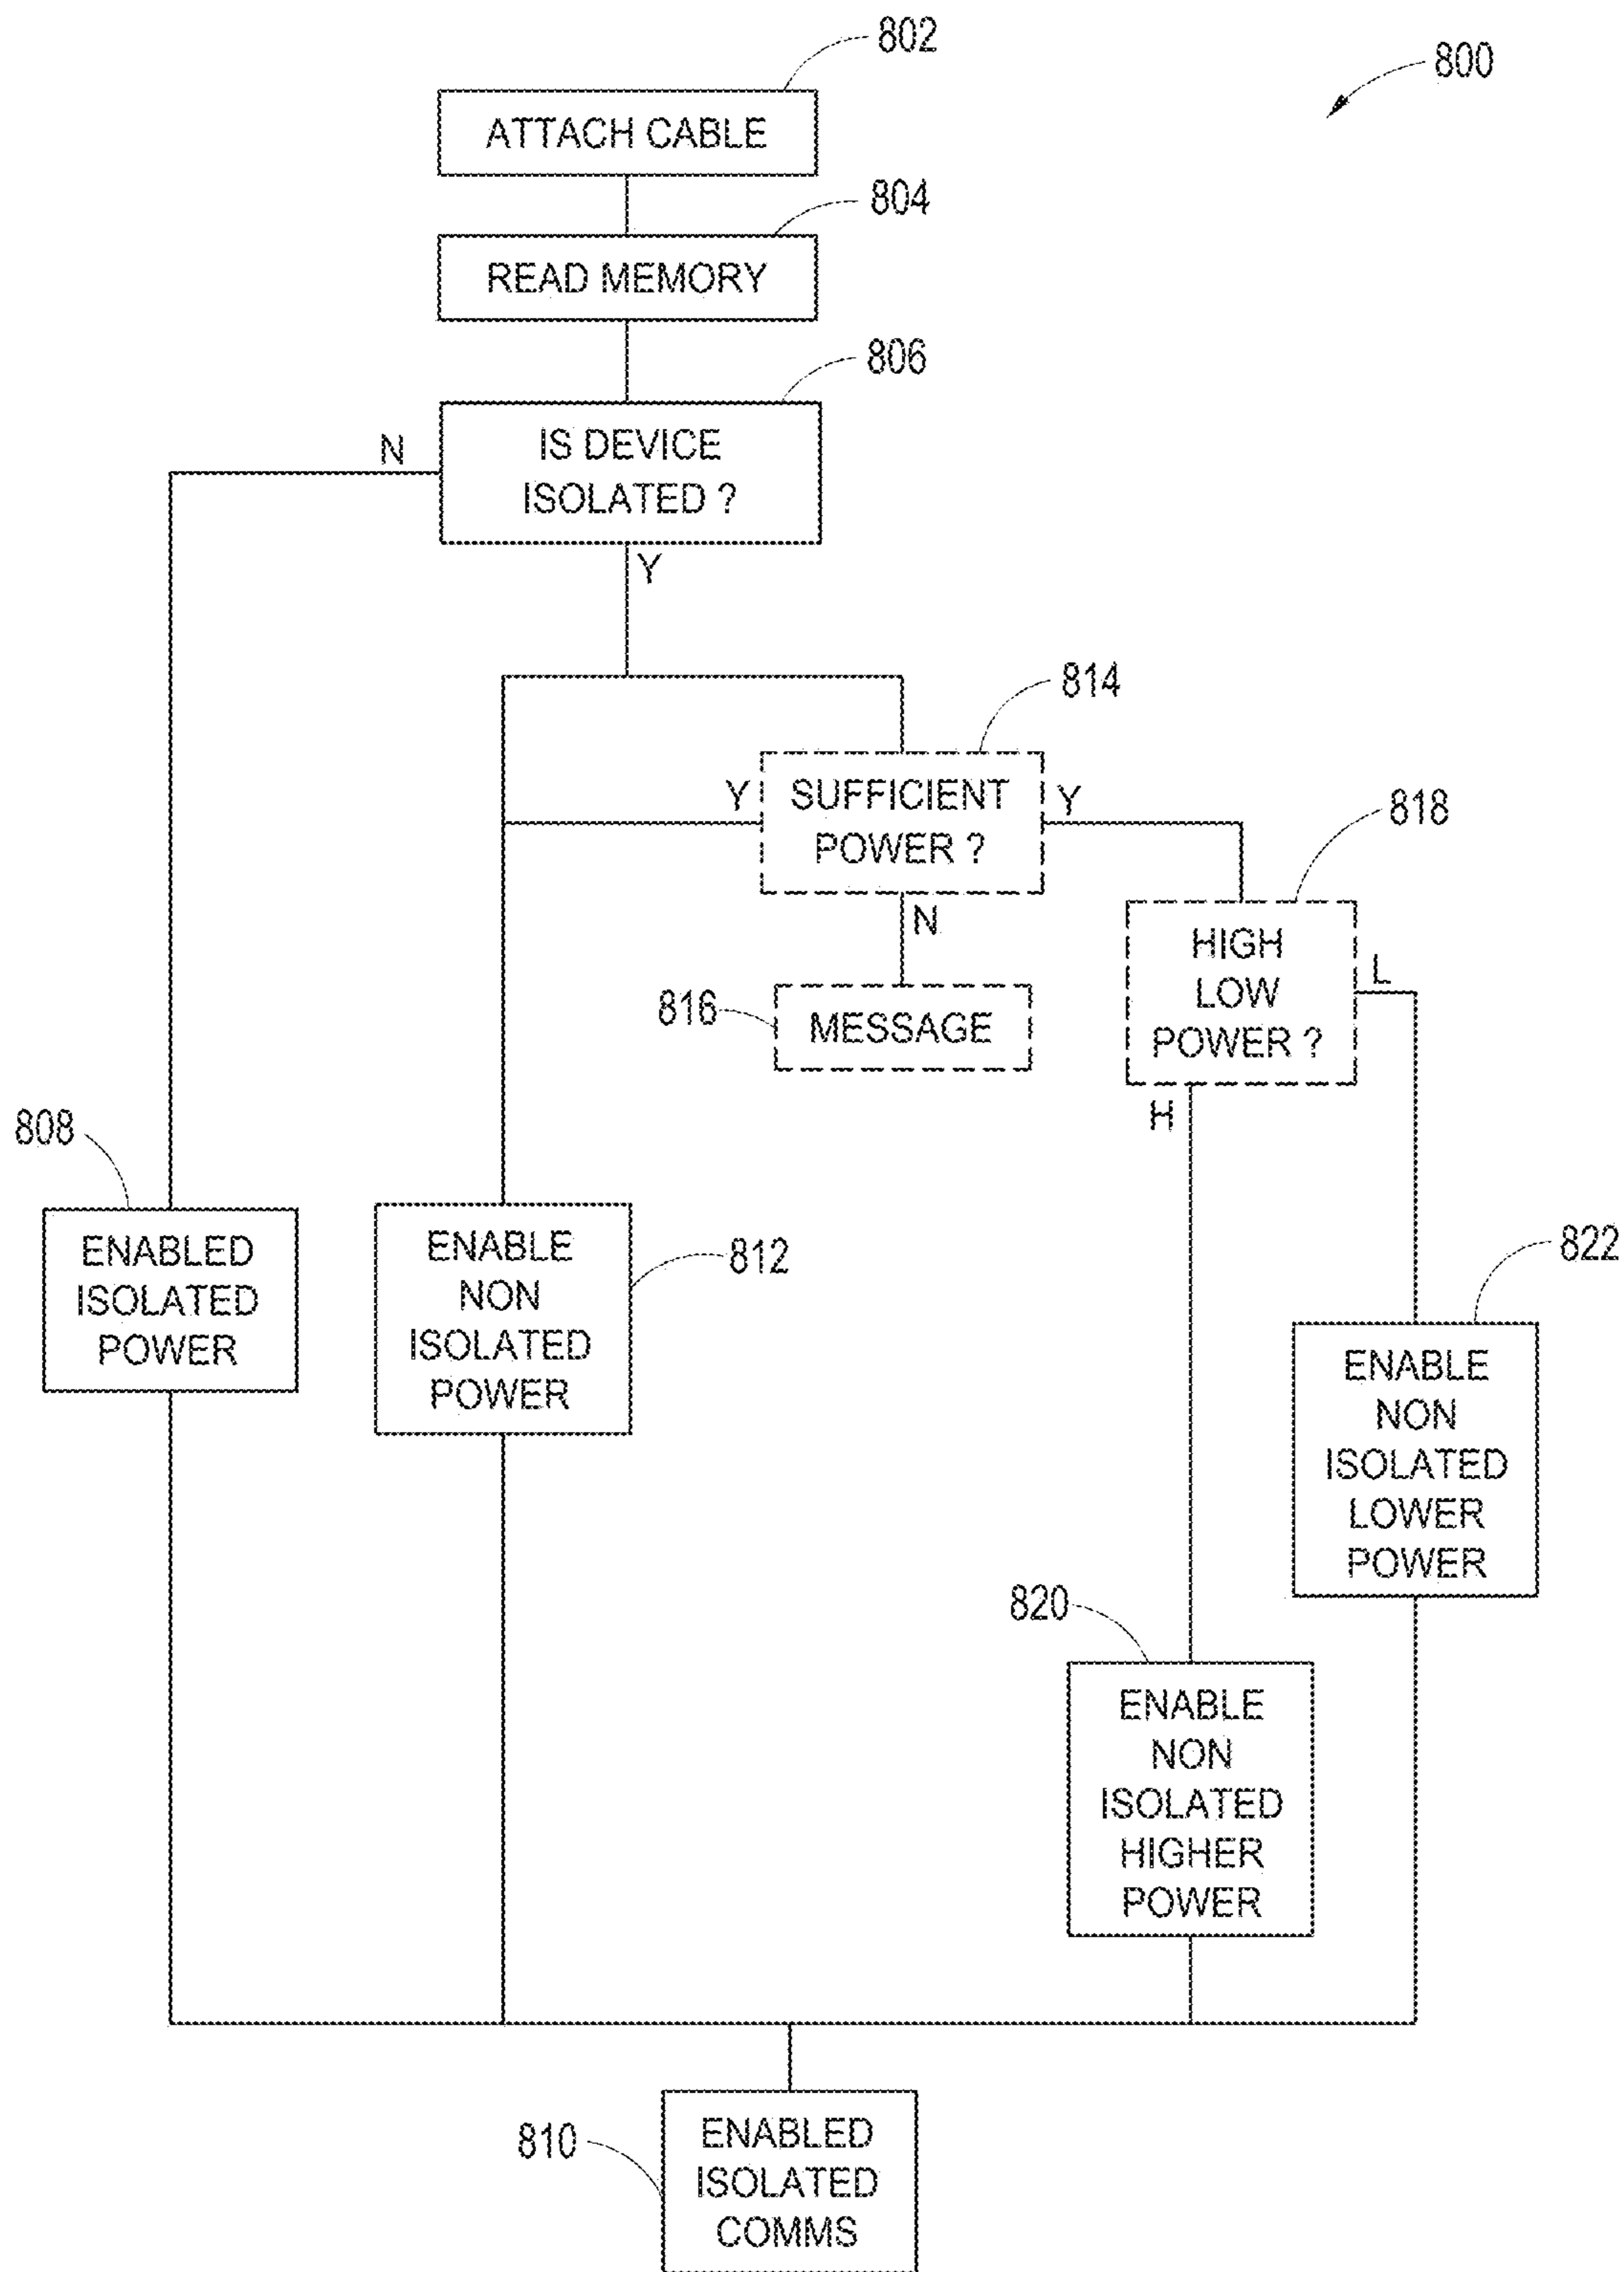 802
800
ATTACH CABLE
804
READ MEMORY
806
N
IS DEVICE
ISOLATED ?
Y
814
Y
SUFFICIENT
POWER ?
Y
818
N
HIGH
LOW
POWER ?
L
816
MESSAGE
H
808
ENABLED
ISOLATED
POWER
ENABLE
NON
ISOLATED
POWER
812
822
ENABLE
NON
ISOLATED
LOWER
POWER
820
ENABLE
NON
ISOLATED
HIGHER
POWER
810
ENABLED
ISOLATED
COMMS